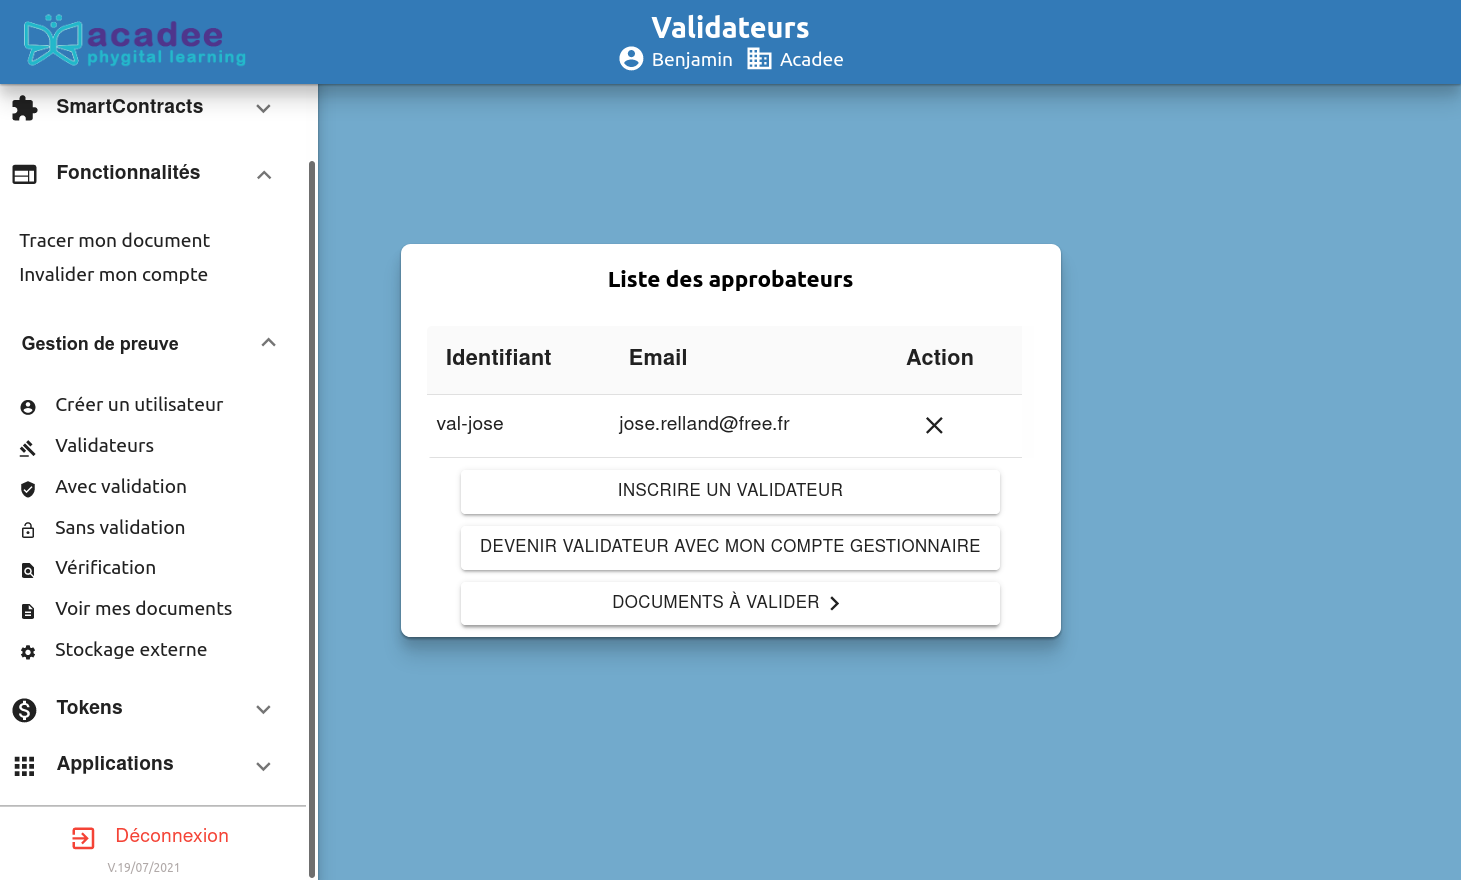 acadee
phygital learning
Validateurs
Benjamin Acadee
SmartContracts
Fonctionnalités
Tracer mon document
Invalider mon compte
Gestion de preuve
Créer un utilisateur
Validateurs
Avec validation
Sans validation
Vérification
Voir mes documents
Stockage externe
Tokens
Applications
Déconnexion
V.19/07/2021
Liste des approbateurs
Identifiant Email Action
val-jose jose.relland@free.fr
INSCRIRE UN VALIDATEUR
DEVENIR VALIDATEUR AVEC MON COMPTE GESTIONNAIRE
DOCUMENTS À VALIDER